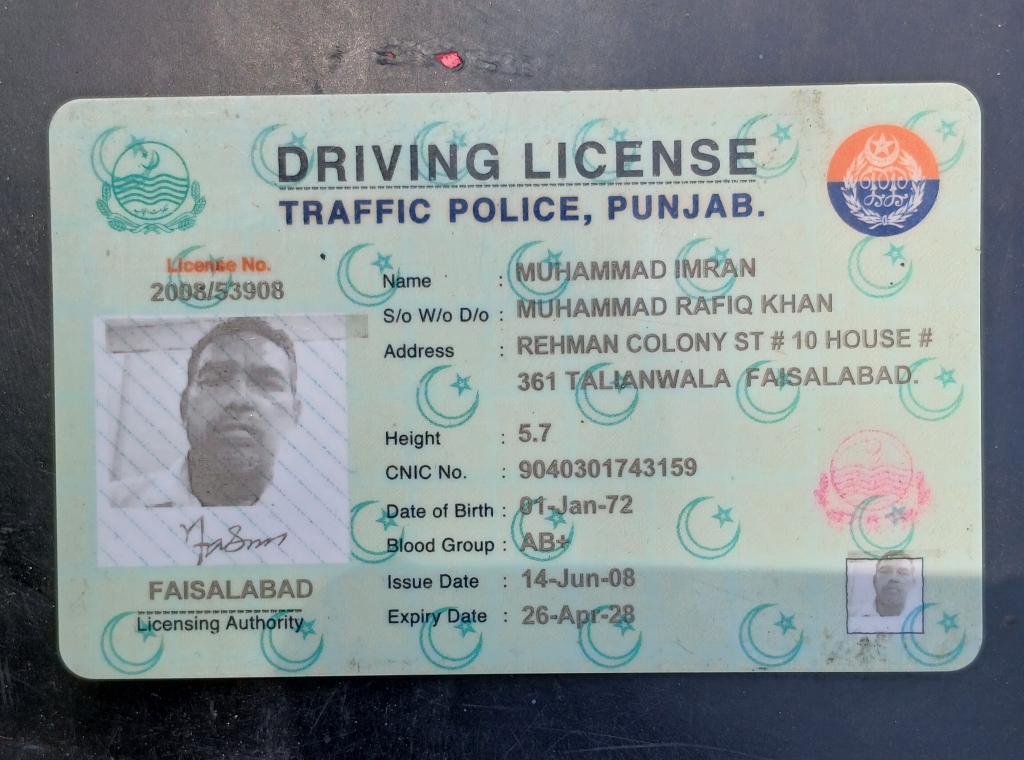 DRIVING LICENSE
TRAFFIC POLICE, PUNJAB.
License No.
2008/53908
Name : MUHAMMAD IMRAN
S/o W/o D/o : MUHAMMAD RAFIQ KHAN
Address : REHMAN COLONY ST # 10 HOUSE #
361 TALIANWALA FAISALABAD.
Height : 5.7
CNIC No. : 9040301743159
Date of Birth : 01-Jan-72
Blood Group : AB+
Issue Date : 14-Jun-08
Expiry Date : 26-Apr-28
FAISALABAD
Licensing Authority